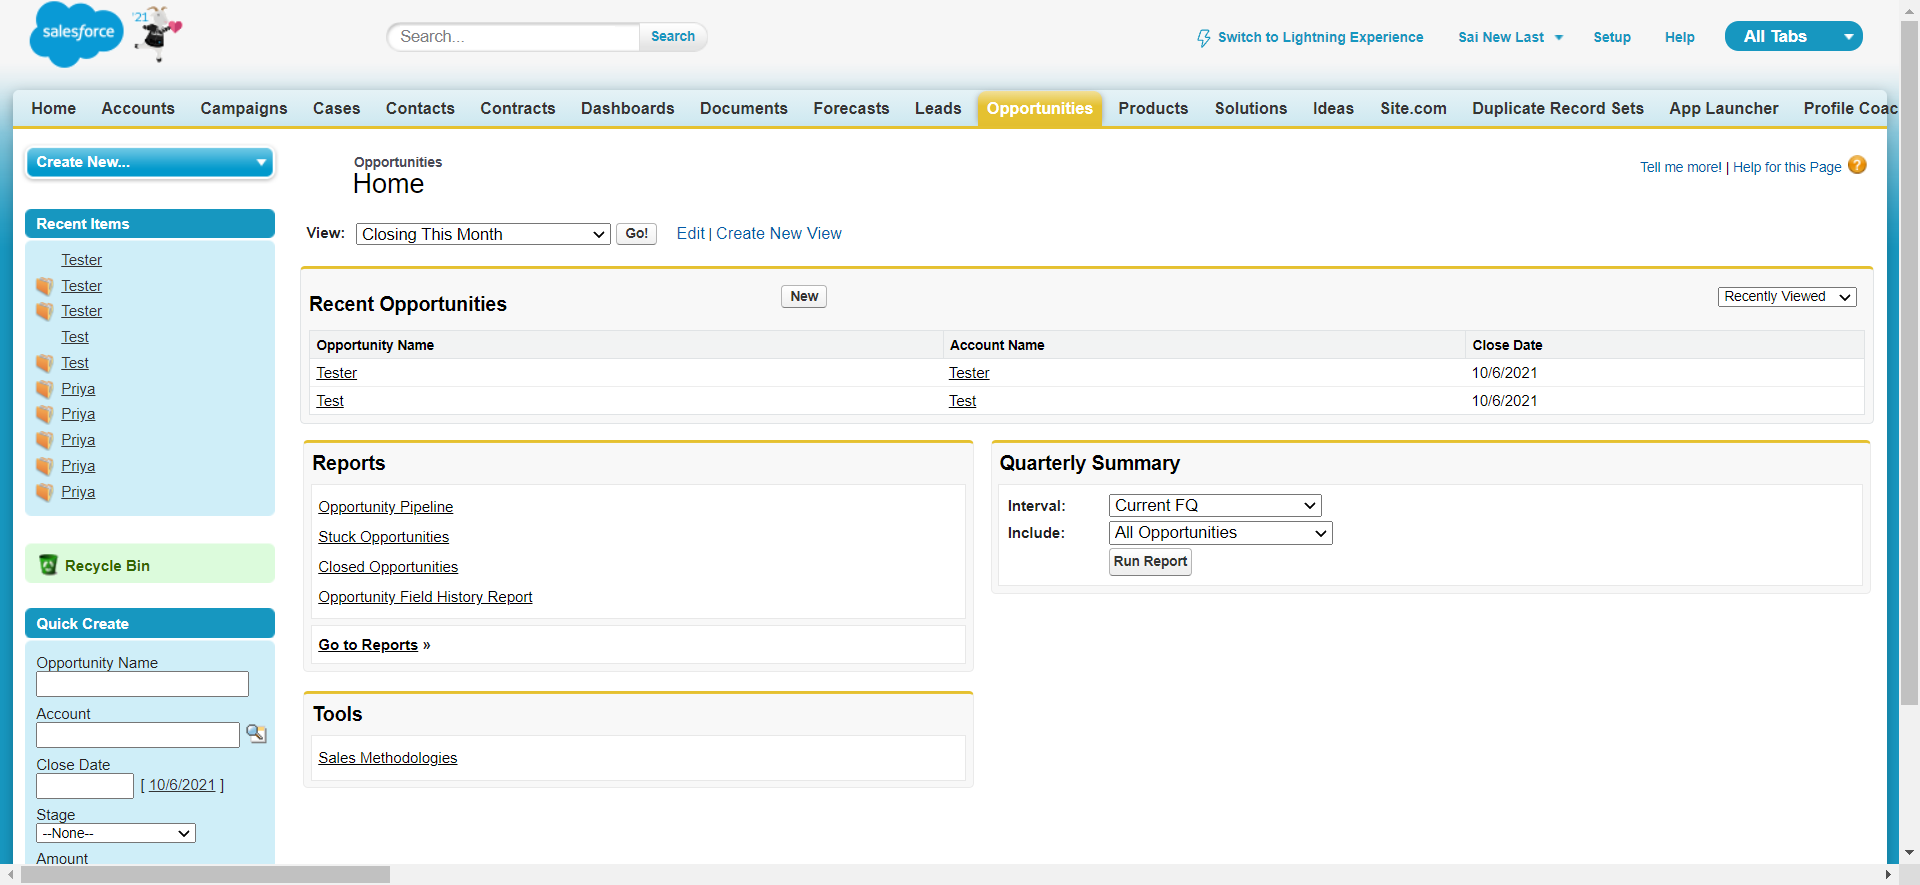 salesforce
'21
Search...
Search
Switch to Lightning Experience
Sai New Last
Setup
Help
All Tabs
Home Accounts Campaigns Cases Contacts Contracts Dashboards Documents Forecasts Leads Opportunities Products Solutions Ideas Site.com Duplicate Record Sets App Launcher Profile Coac
Create New...
Recent Items
Tester
Tester
Tester
Test
Test
Priya
Priya
Priya
Priya
Priya
Recycle Bin
Quick Create
Opportunity Name
Account
Close Date
[ 10/6/2021 ]
Stage
--None--
Amount
Opportunities
Home
Tell me more! | Help for this Page
View: Closing This Month Go! Edit | Create New View
Recent Opportunities New Recently Viewed
Opportunity Name Account Name Close Date
Tester Tester 10/6/2021
Test Test 10/6/2021
Reports
Opportunity Pipeline
Stuck Opportunities
Closed Opportunities
Opportunity Field History Report
Go to Reports »
Tools
Sales Methodologies
Quarterly Summary
Interval: Current FQ
Include: All Opportunities
Run Report